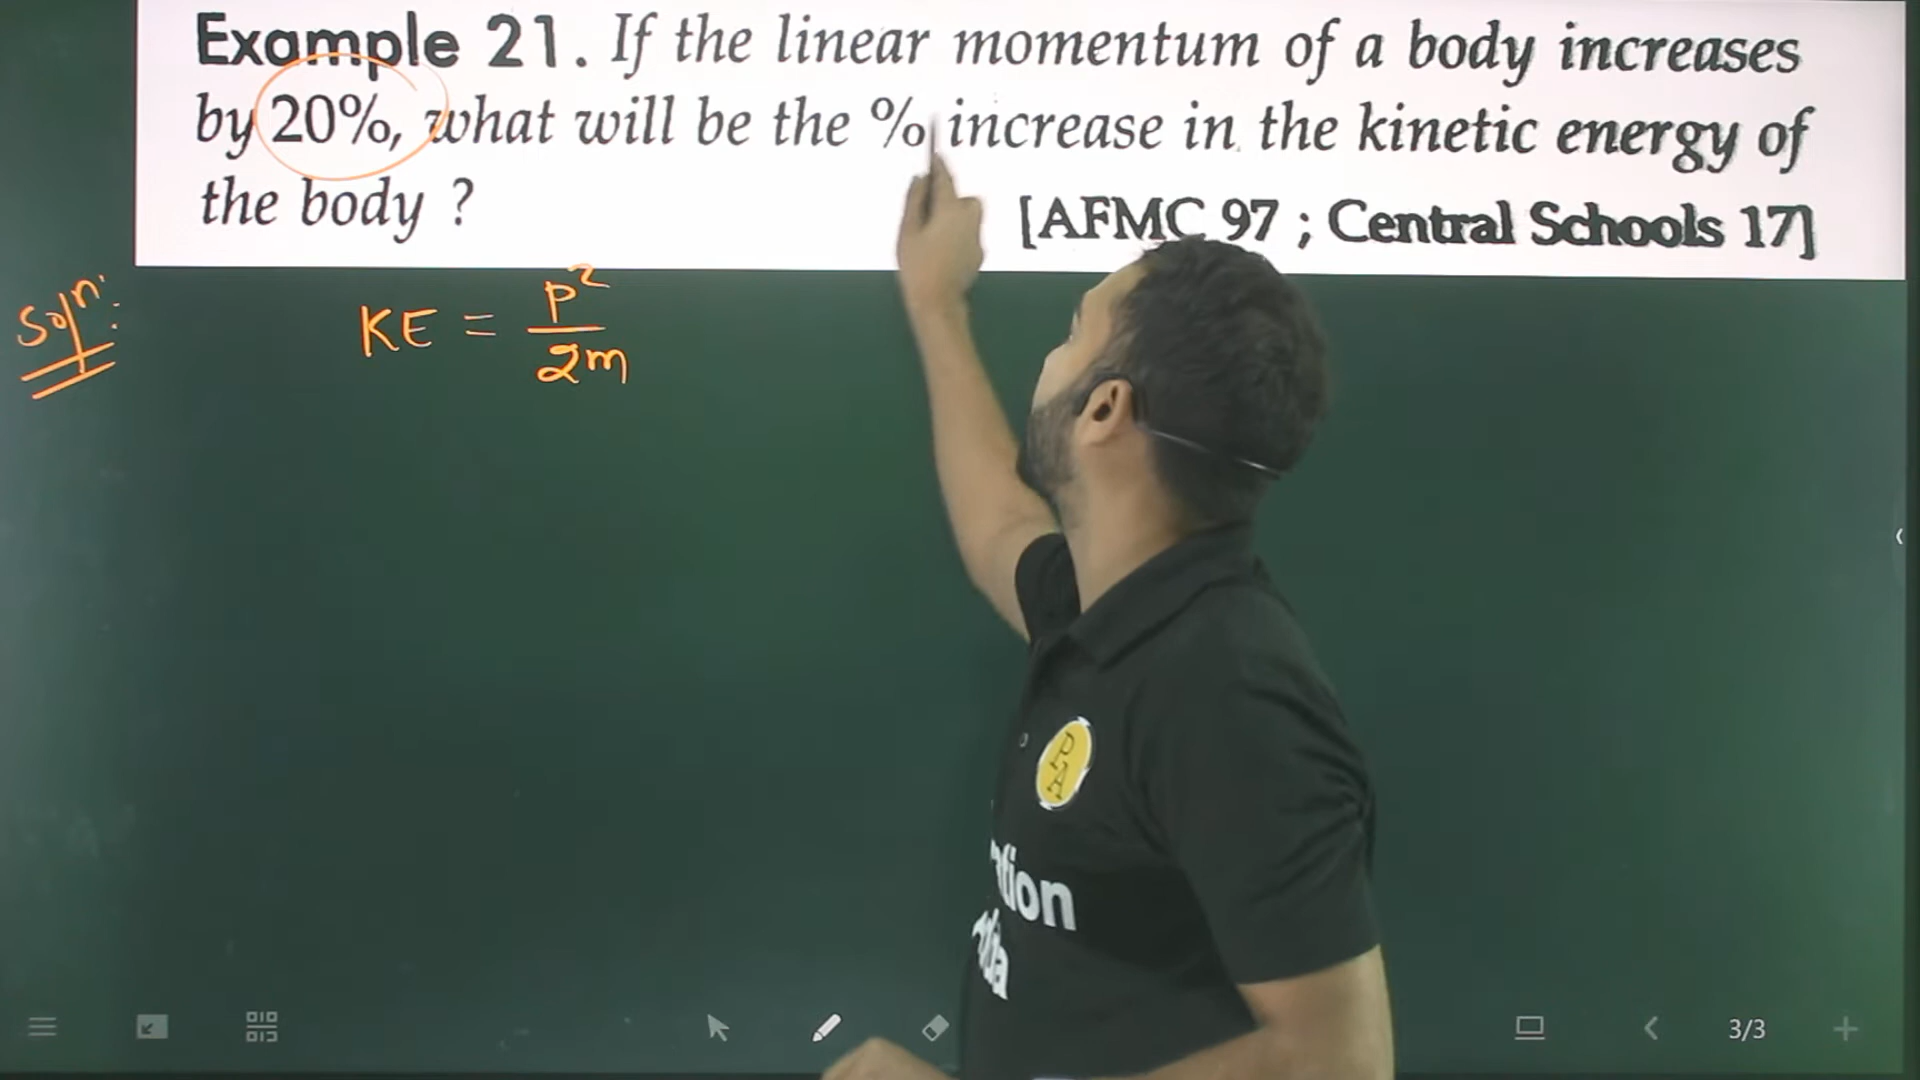 Example 21. If the linear momentum of a body increases
by 20%, what will be the % increase in the kinetic energy of
the body ?
[AFMC 97 ; Central Schools 17]
Soln:
KE = p²/2m
PA
3/3